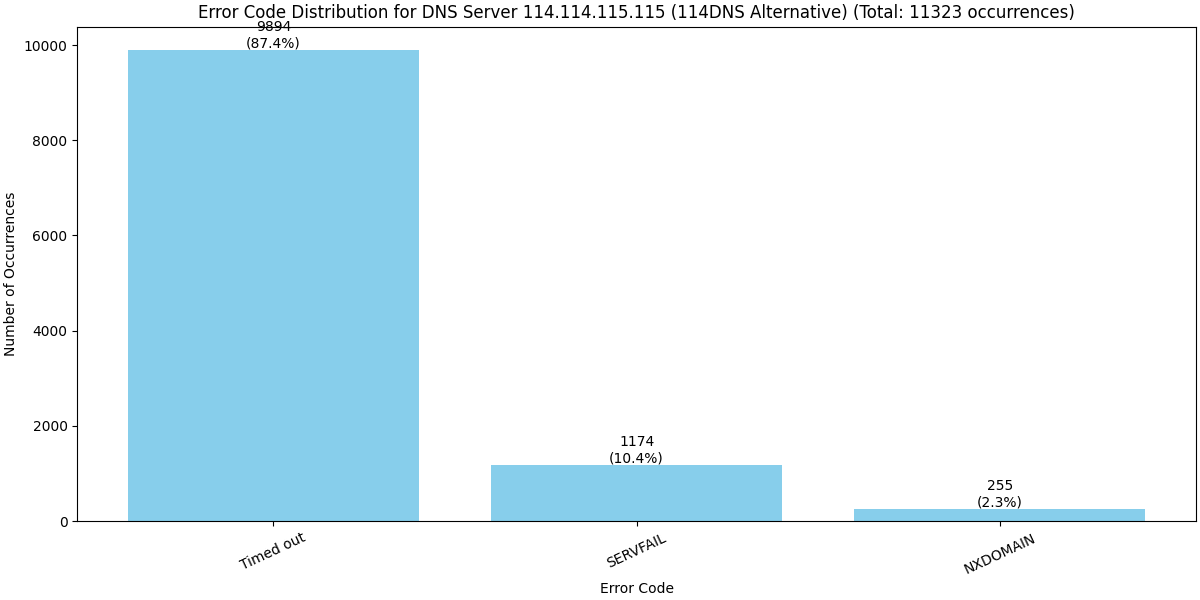 Error Code Distribution for DNS Server 114.114.115.115 (114DNS Alternative) (Total: 11323 occurrences)
9894
(87.4%)
10000
8000
6000
4000
2000
0
Number of Occurrences
1174
(10.4%)
255
(2.3%)
Timed out
SERVFAIL
NXDOMAIN
Error Code